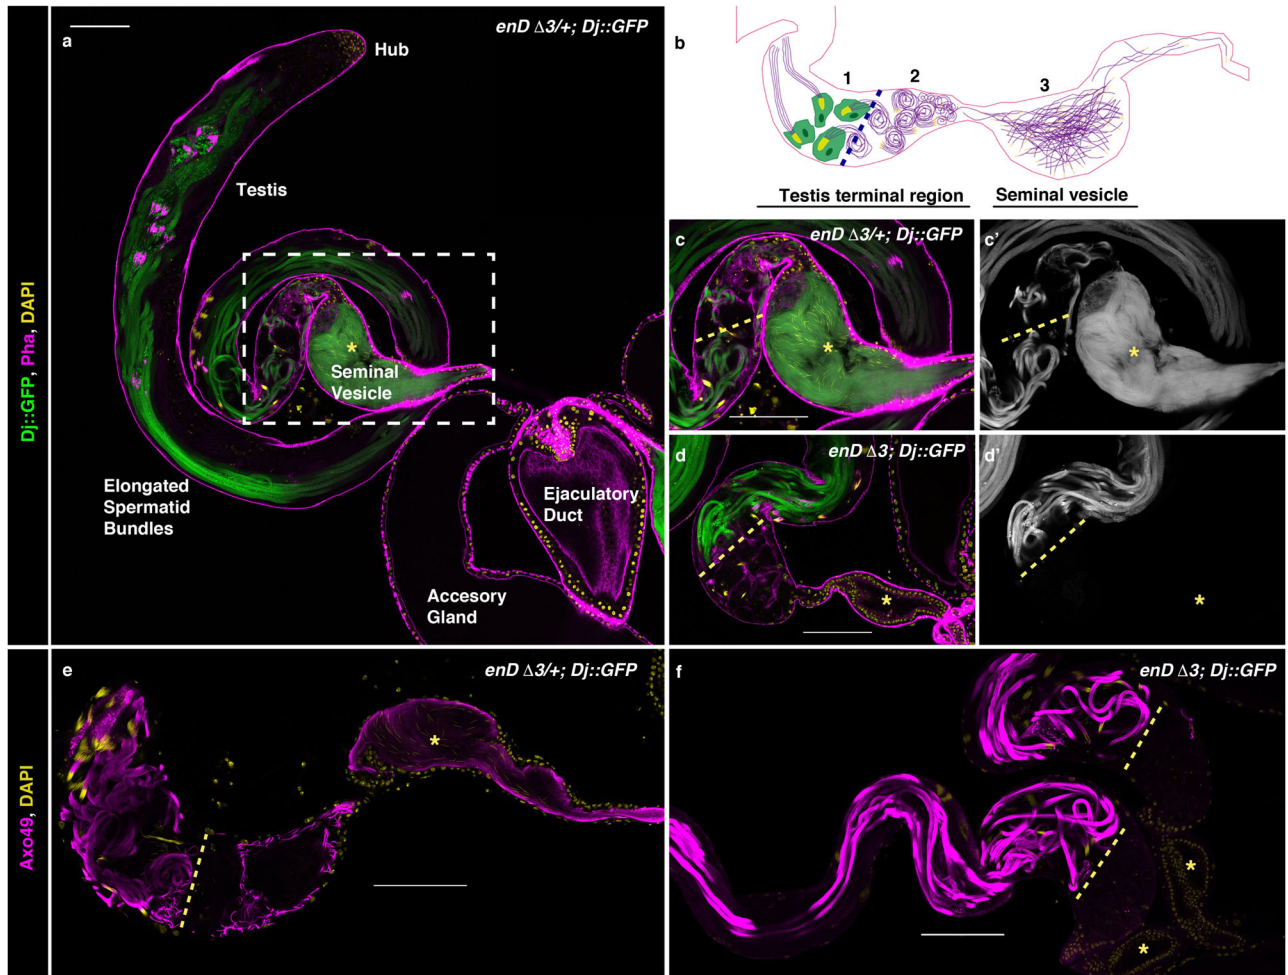 Dj::GFP, Pha, DAPI
a
enD Δ3/+; Dj::GFP
Hub
Testis
*
Seminal
Vesicle
Elongated
Spermatid
Bundles
Ejaculatory
Duct
Accesory
Gland
b
1
2
3
Testis terminal region
Seminal vesicle
c
enD Δ3/+; Dj::GFP
*
c’
*
d
enD Δ3; Dj::GFP
*
d’
*
Axo49, DAPI
e
enD Δ3/+; Dj::GFP
*
f
enD Δ3; Dj::GFP
*
*